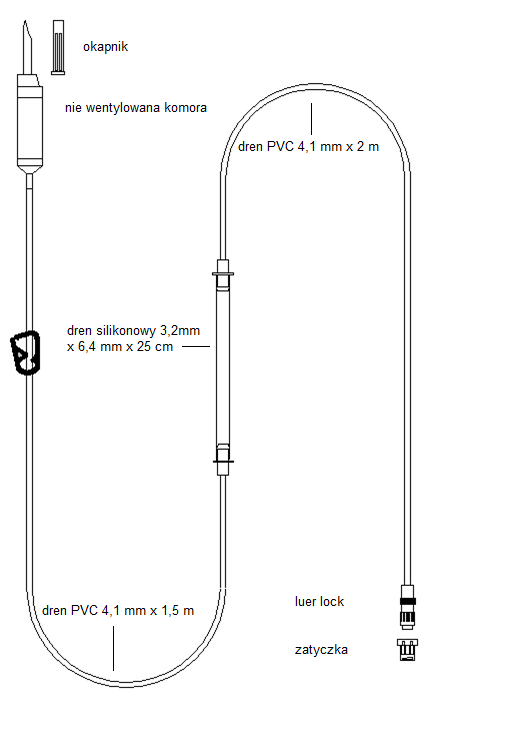 okapnik
nie wentylowana komora
dren PVC 4,1 mm x 2 m
dren silikonowy 3,2mm
x 6,4 mm x 25 cm
dren PVC 4,1 mm x 1,5 m
luer lock
zatyczka